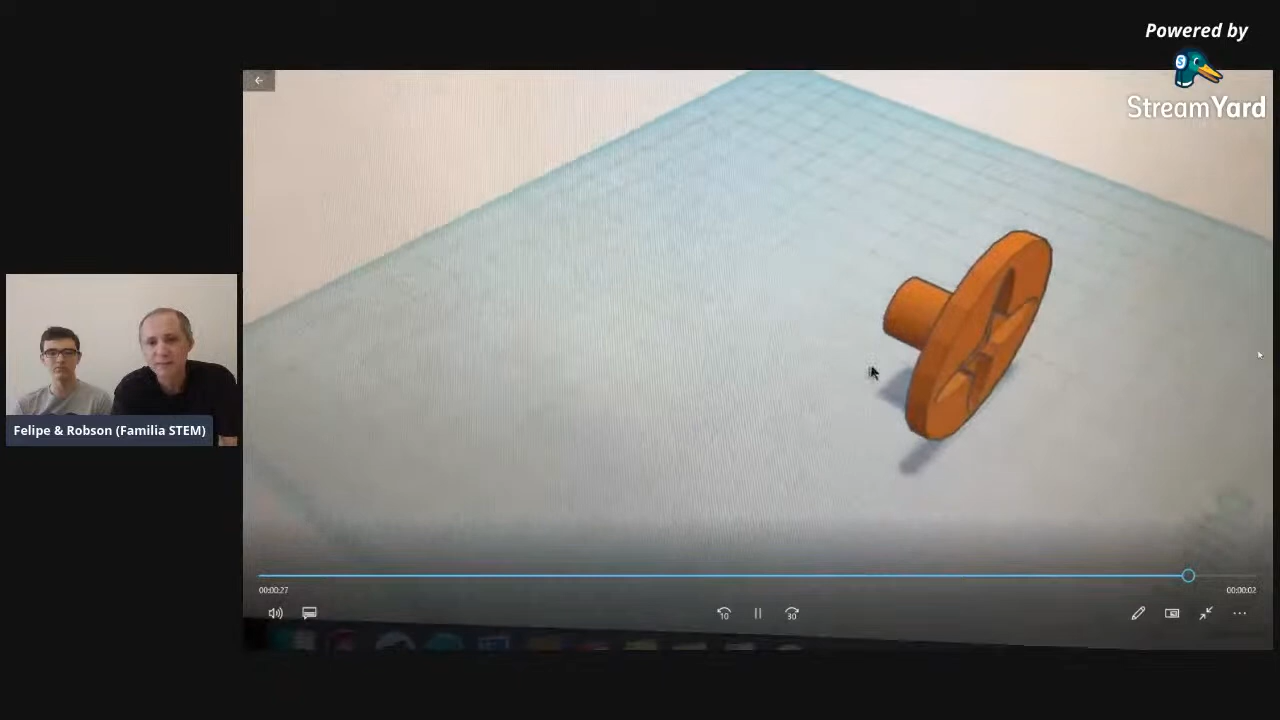 Powered by
StreamYard
Felipe & Robson (Familia STEM)
00:00:27
00:00:02
10
30